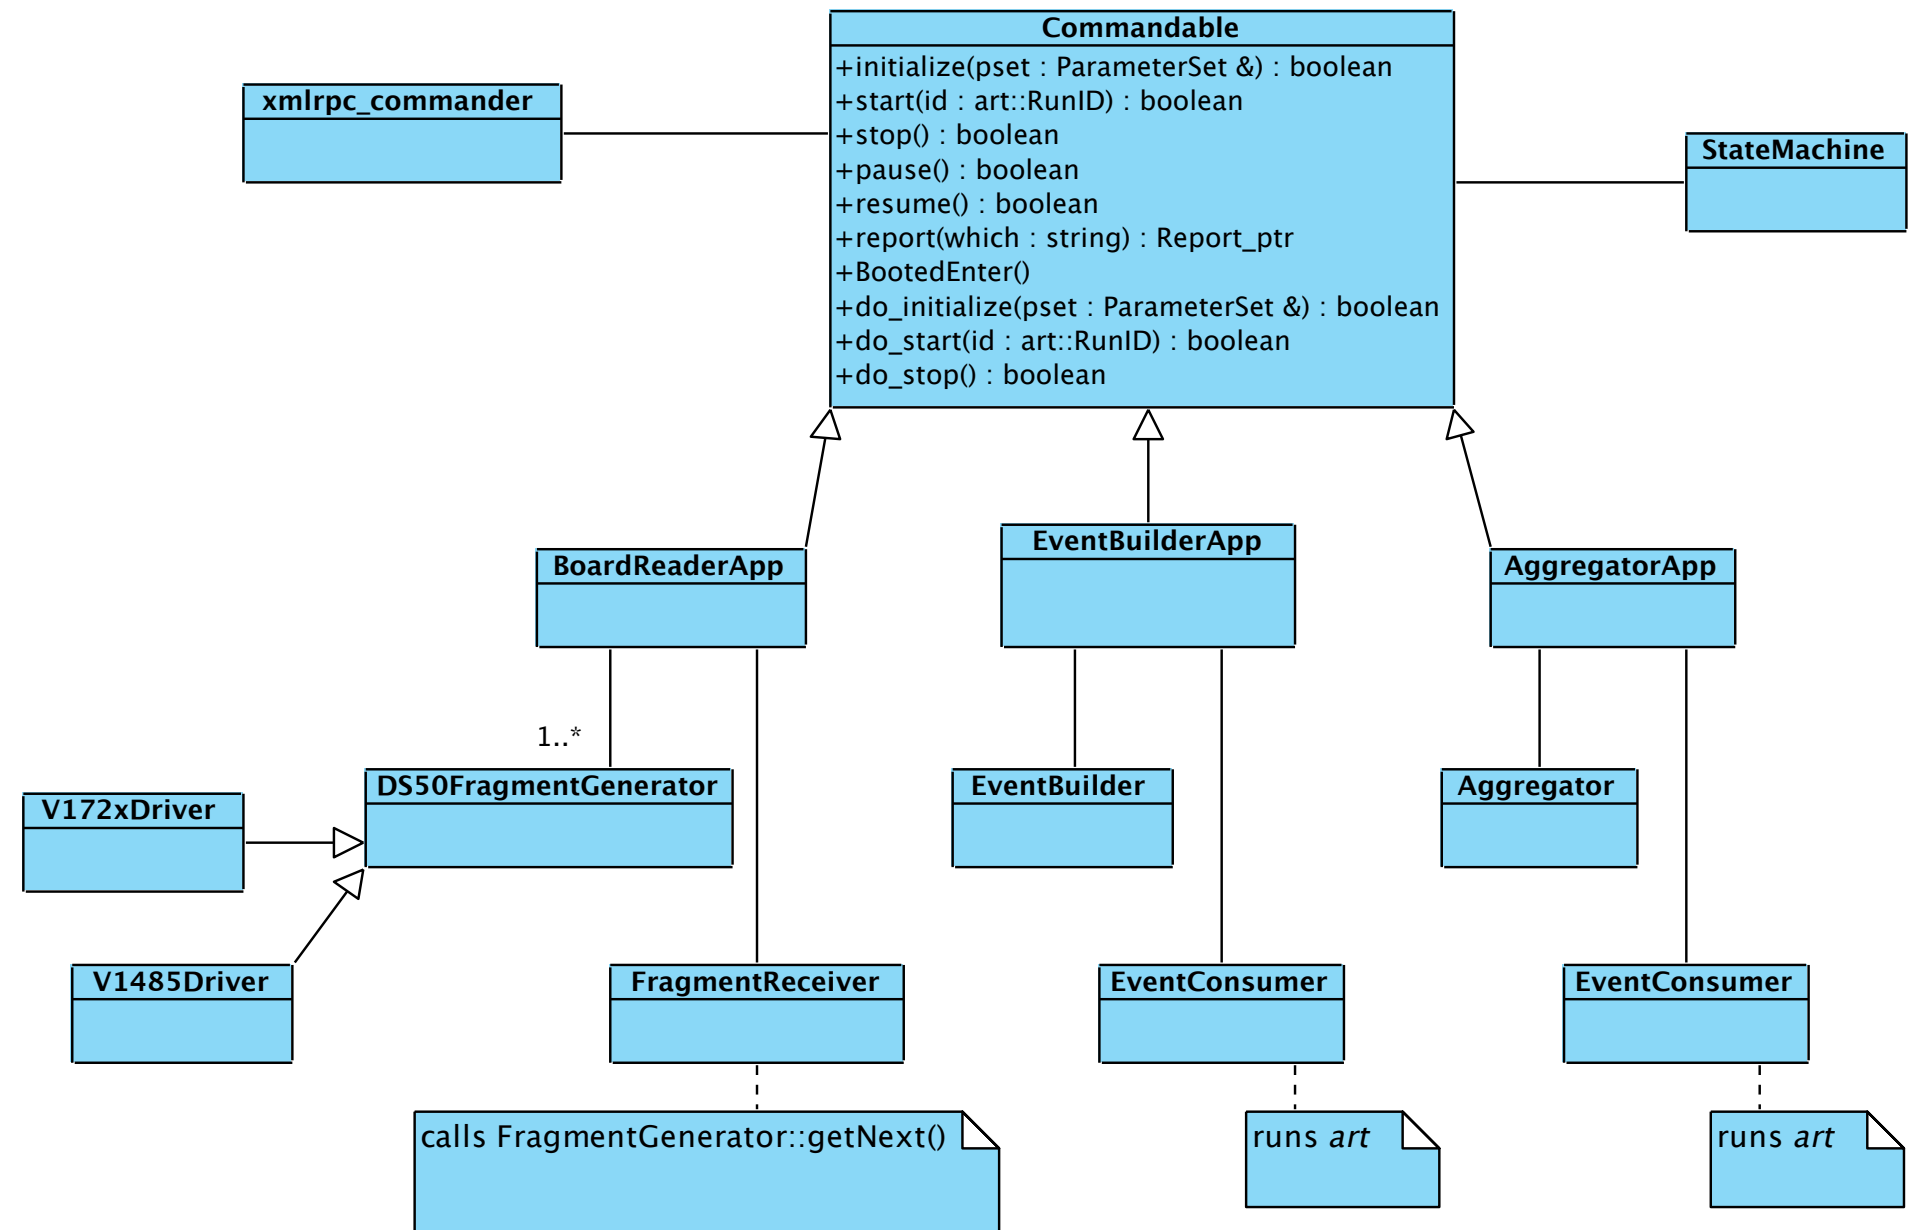 Commandable
+initialize(pset : ParameterSet &) : boolean
+start(id : art::RunID) : boolean
+stop() : boolean
+pause() : boolean
+resume() : boolean
+report(which : string) : Report_ptr
+BootedEnter()
+do_initialize(pset : ParameterSet &) : boolean
+do_start(id : art::RunID) : boolean
+do_stop() : boolean
xmlrpc_commander
StateMachine
BoardReaderApp
EventBuilderApp
AggregatorApp
1..*
V172xDriver
DS50FragmentGenerator
EventBuilder
Aggregator
V1485Driver
FragmentReceiver
EventConsumer
EventConsumer
calls FragmentGenerator::getNext()
runs art
runs art